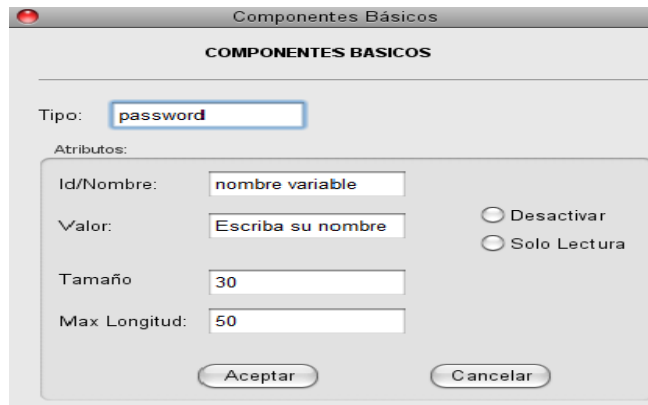 Componentes Básicos
COMPONENTES BASICOS
Tipo: password
Atributos:
Id/Nombre: nombre variable
Valor: Escriba su nombre
Desactivar
Solo Lectura
Tamaño 30
Max Longitud: 50
Aceptar Cancelar